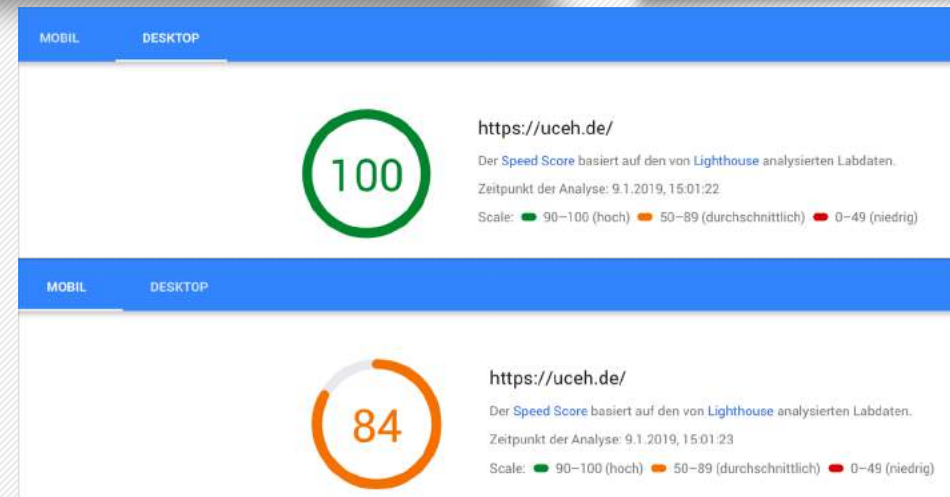 MOBIL DESKTOP
100
https://uceh.de/
Der Speed Score basiert auf den von Lighthouse analysierten Labdaten.
Zeitpunkt der Analyse: 9.1.2019, 15:01:22
Scale: 90–100 (hoch) 50–89 (durchschnittlich) 0–49 (niedrig)
MOBIL DESKTOP
84
https://uceh.de/
Der Speed Score basiert auf den von Lighthouse analysierten Labdaten.
Zeitpunkt der Analyse: 9.1.2019, 15:01:23
Scale: 90–100 (hoch) 50–89 (durchschnittlich) 0–49 (niedrig)